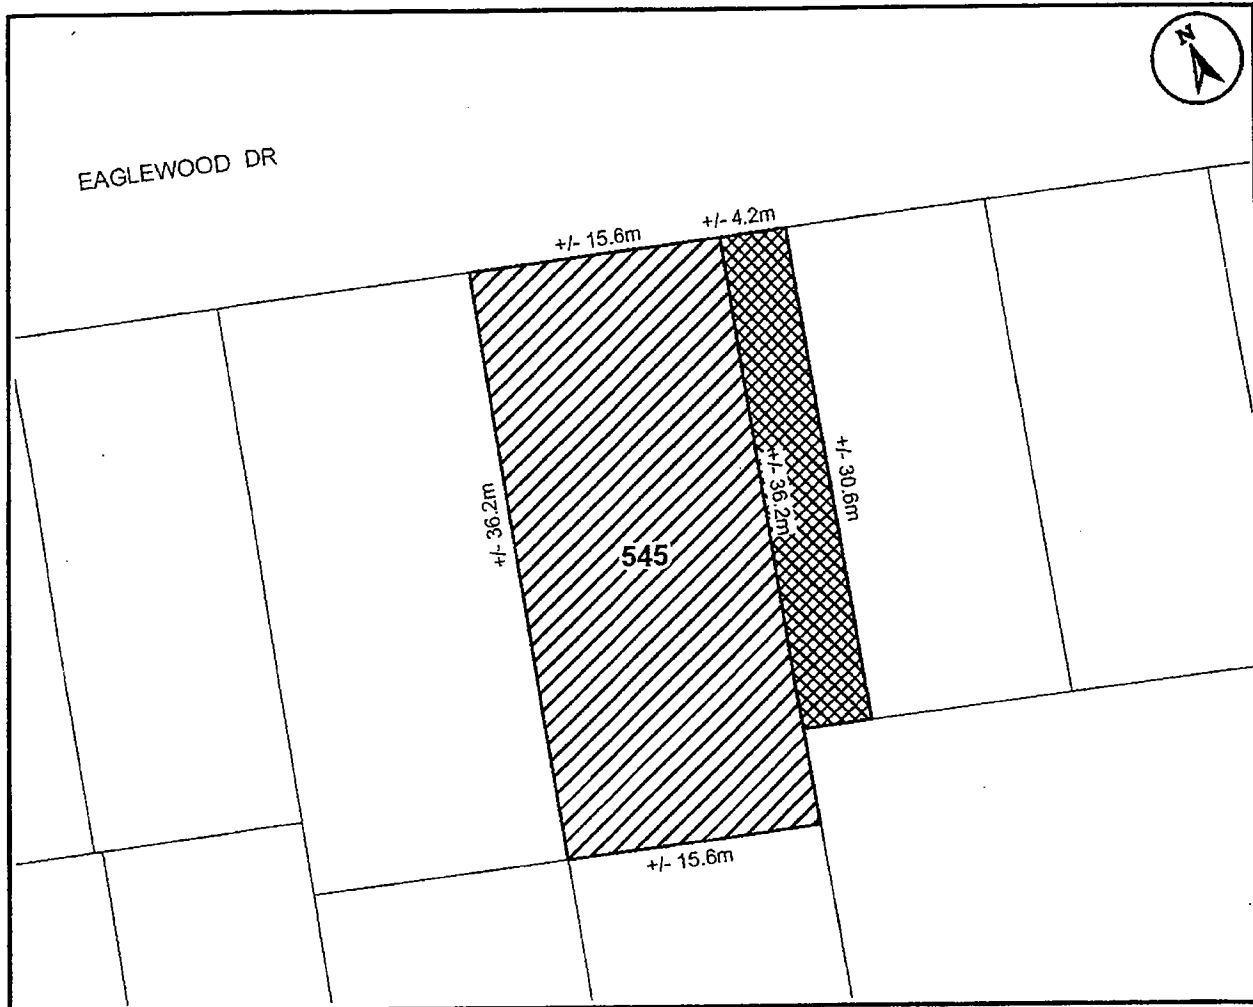 N
EAGLEWOOD DR
+/- 4.2m
+/- 15.6m
+/- 30.6m
+/- 36.2m
+/- 36.2m
545
+/- 15.6m